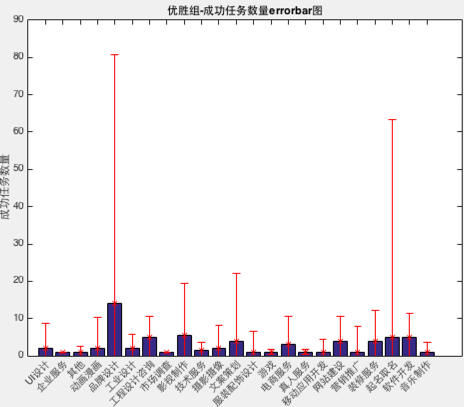 优胜组-成功任务数量errorbar图
成功任务数量
90
80
70
60
50
40
30
20
10
0
UI设计
企业服务
其他
动画漫画
品牌设计
工业设计
工程设计咨询
市场调查
影视制作
技术服务
摄影摄像
文案策划
服装配饰设计
游戏
电商服务
真人服务
移动应用开发
网站建设
营销推广
装修服务
起名取名
软件开发
音乐制作